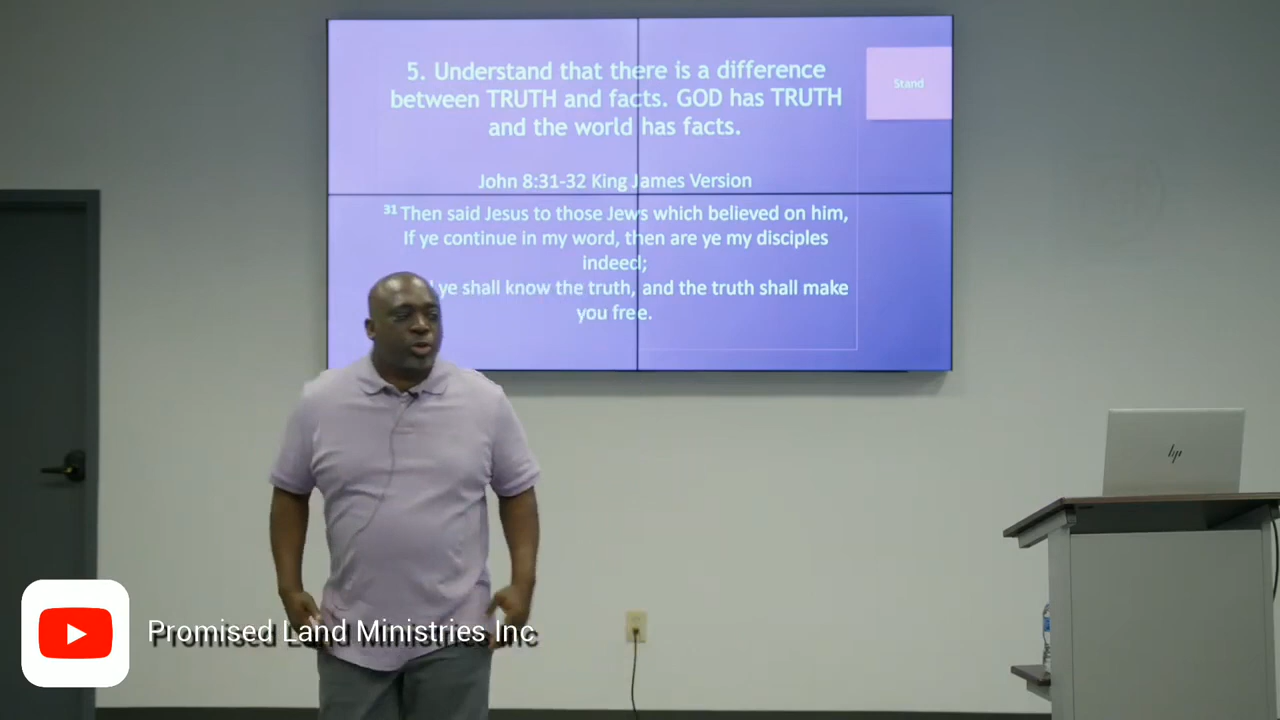 5. Understand that there is a difference
between TRUTH and facts. GOD has TRUTH
and the world has facts.
Stand
John 8:31-32 King James Version
31 Then said Jesus to those Jews which believed on him,
If ye continue in my word, then are ye my disciples
indeed;
ye shall know the truth, and the truth shall make
you free.
hp
Promised Land Ministries Inc